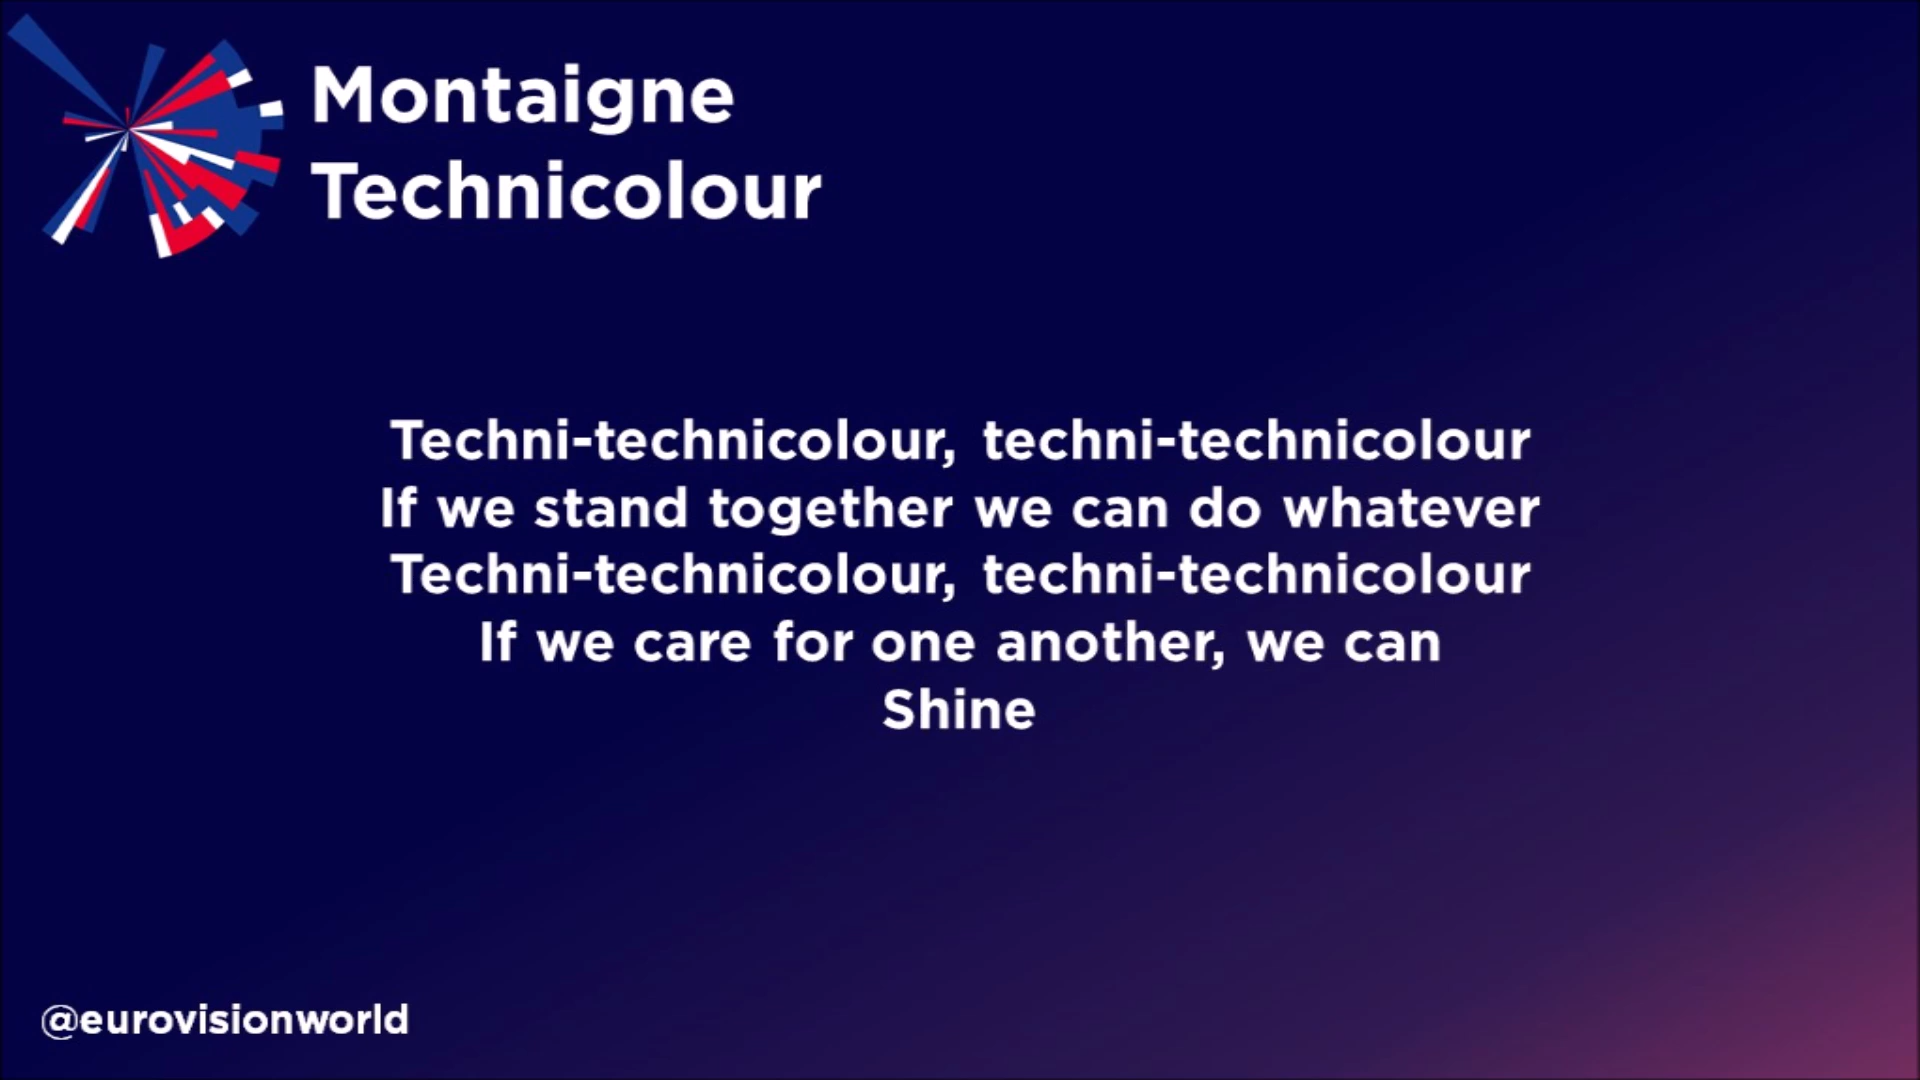 Montaigne
Technicolour
Techni-technicolour, techni-technicolour
If we stand together we can do whatever
Techni-technicolour, techni-technicolour
If we care for one another, we can
Shine
@eurovisionworld